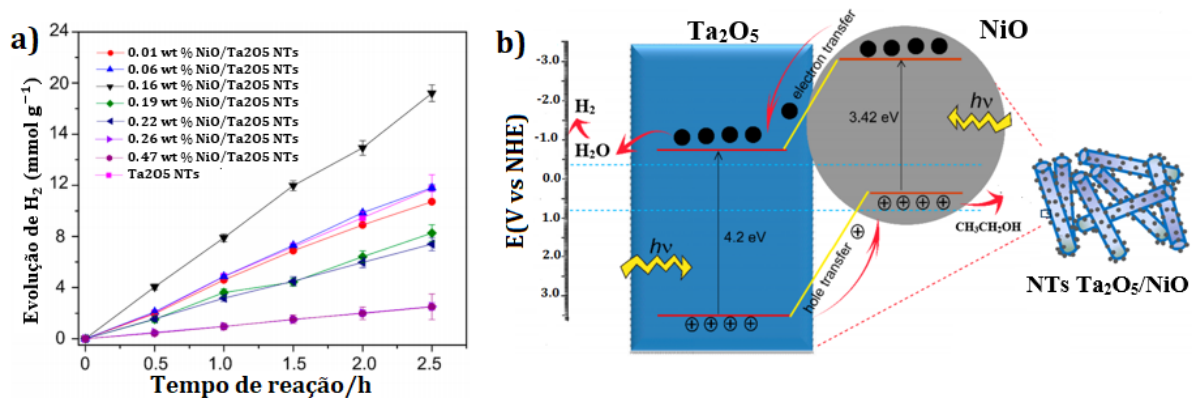 a)
Evolução de H2 (mmol g−1)
24
20
16
12
8
4
0
0.01 wt % NiO/Ta2O5 NTs
0.06 wt % NiO/Ta2O5 NTs
0.16 wt % NiO/Ta2O5 NTs
0.19 wt % NiO/Ta2O5 NTs
0.22 wt % NiO/Ta2O5 NTs
0.26 wt % NiO/Ta2O5 NTs
0.47 wt % NiO/Ta2O5 NTs
Ta2O5 NTs
0 0.5 1.0 1.5 2.0 2.5
Tempo de reação/h
b)
Ta2O5
NiO
E(V vs NHE)
-3.0
-2.0
-1.0
0.0
1.0
2.0
3.0
H2
H2O
electron transfer
3.42 eV
hν
4.2 eV
hν
hole transfer
CH3CH2OH
NTs Ta2O5/NiO